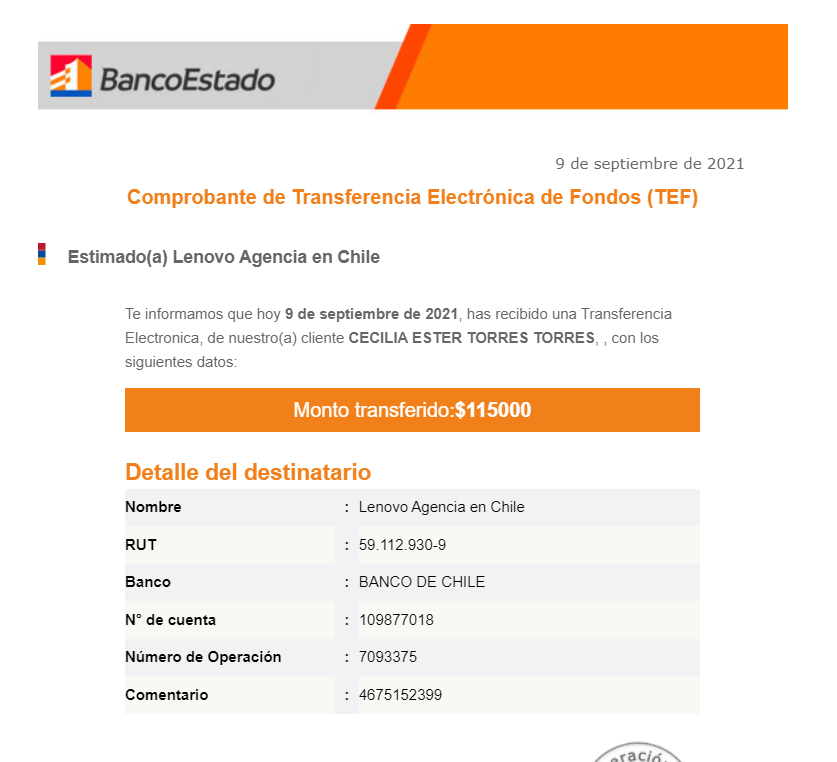 BancoEstado
9 de septiembre de 2021
Comprobante de Transferencia Electrónica de Fondos (TEF)
Estimado(a) Lenovo Agencia en Chile
Te informamos que hoy 9 de septiembre de 2021, has recibido una Transferencia
Electronica, de nuestro(a) cliente CECILIA ESTER TORRES TORRES, , con los
siguientes datos:
Monto transferido:$115000
Detalle del destinatario
Nombre : Lenovo Agencia en Chile
RUT : 59.112.930-9
Banco : BANCO DE CHILE
N° de cuenta : 109877018
Número de Operación : 7093375
Comentario : 4675152399